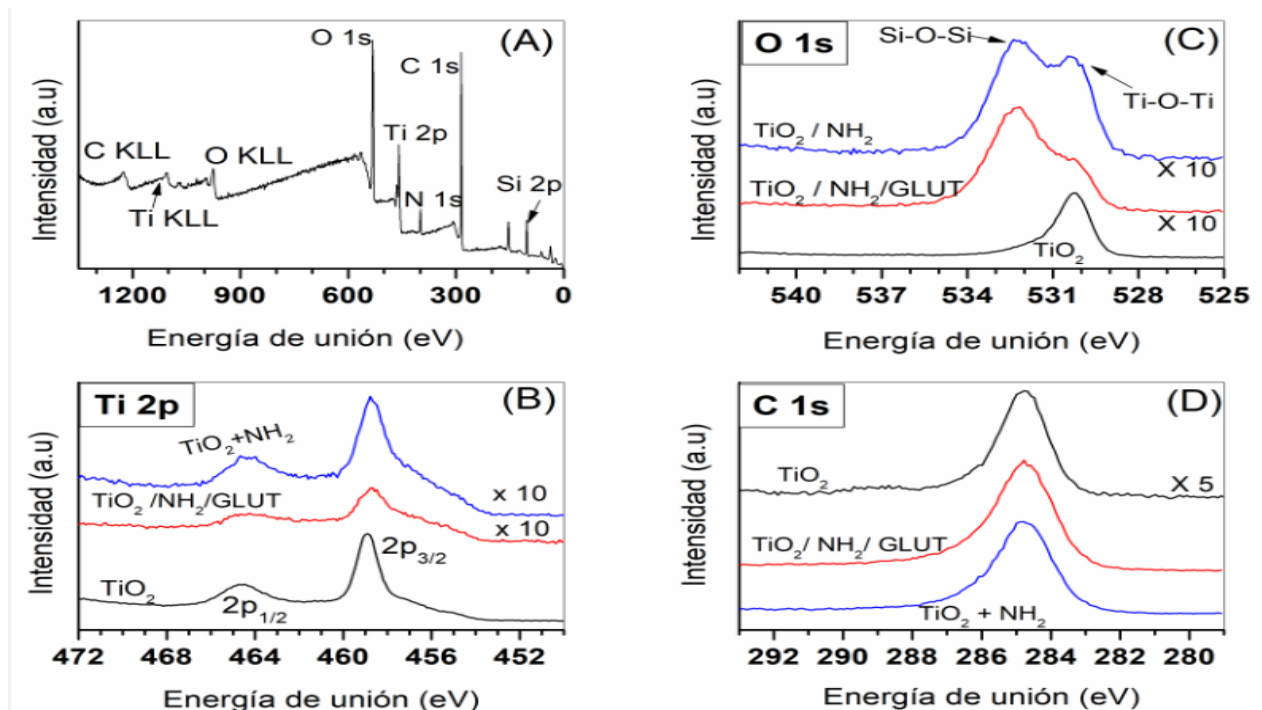 (A)
O 1s
C 1s
Ti 2p
C KLL
O KLL
Ti KLL
N 1s
Si 2p
Intensidad (a.u)
1200 900 600 300 0
Energía de unión (eV)
O 1s
(C)
Si-O-Si
Ti-O-Ti
TiO₂ / NH₂
X 10
TiO₂ / NH₂/GLUT
X 10
TiO₂
Intensidad (a.u)
540 537 534 531 528 525
Energía de unión (eV)
Ti 2p
(B)
TiO₂+NH₂
x 10
TiO₂ /NH₂/GLUT
x 10
2p₃/₂
TiO₂
2p₁/₂
Intensidad (a.u)
472 468 464 460 456 452
Energía de unión (eV)
C 1s
(D)
TiO₂
X 5
TiO₂/ NH₂/ GLUT
TiO₂ + NH₂
Intensidad (a.u)
292 290 288 286 284 282 280
Energía de unión (eV)